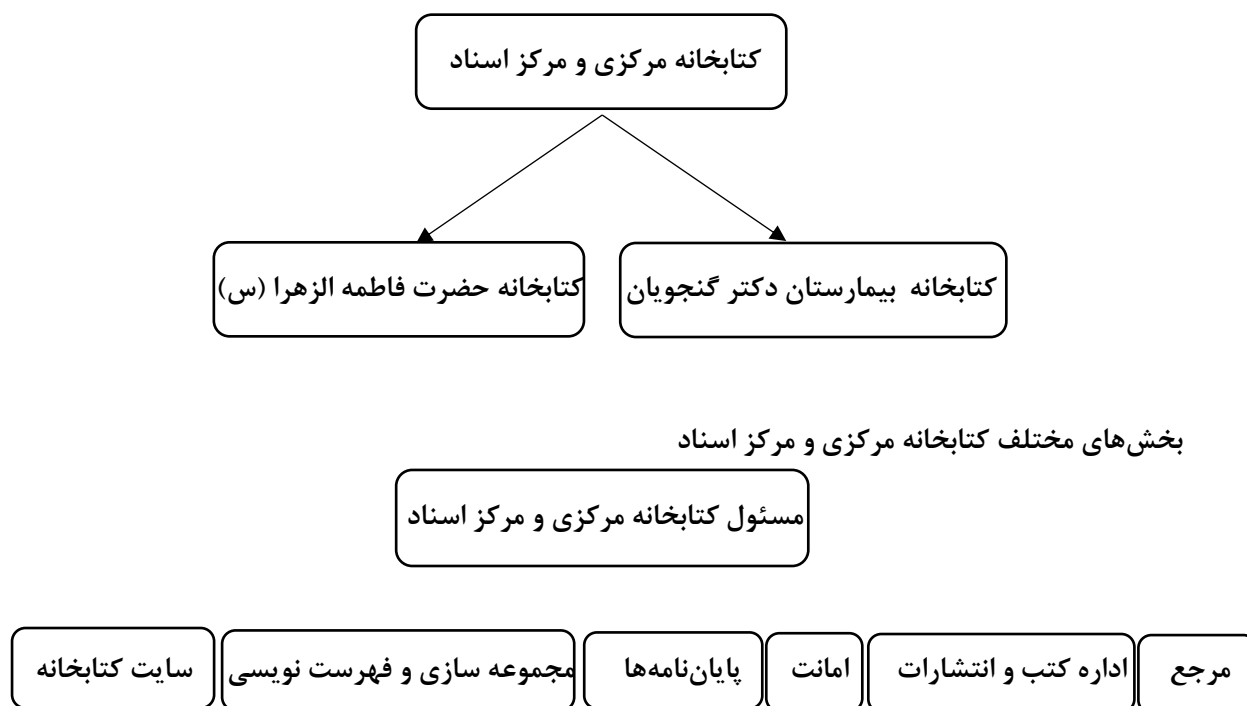 کتابخانه مرکزی و مرکز اسناد
کتابخانه بیمارستان دکتر گنجویان
کتابخانه حضرت فاطمه الزهرا (س)
بخش‌های مختلف کتابخانه مرکزی و مرکز اسناد
مسئول کتابخانه مرکزی و مرکز اسناد
مرجع
اداره کتب و انتشارات
امانت
پایان‌نامه‌ها
مجموعه سازی و فهرست نویسی
سایت کتابخانه